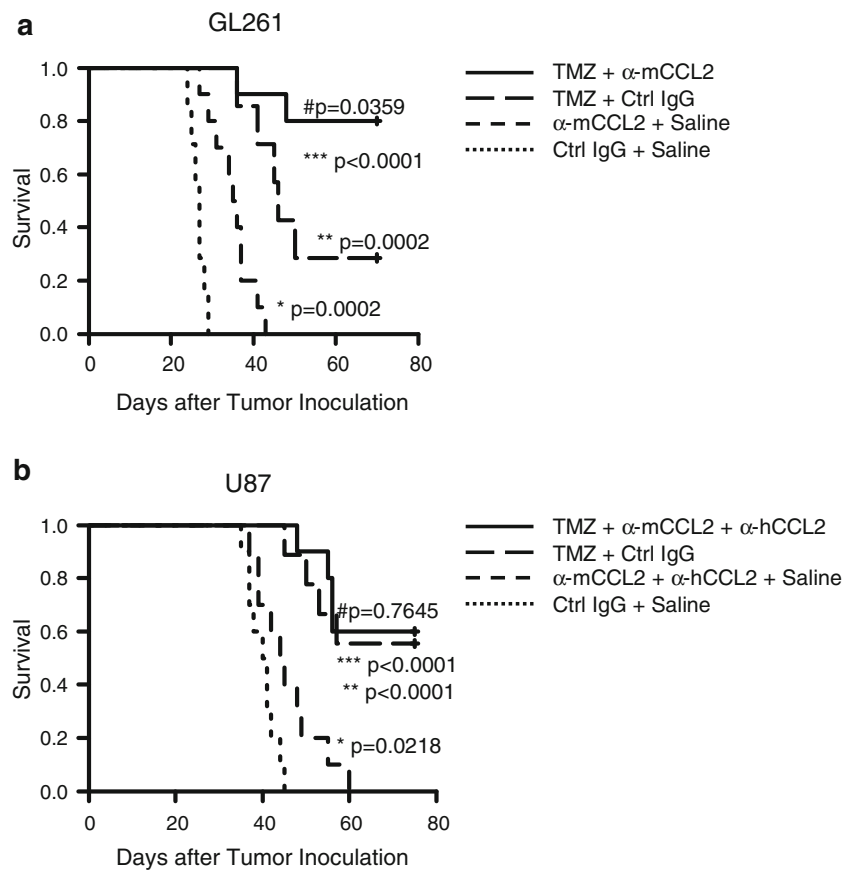 a
GL261
1.0
0.8
0.6
0.4
0.2
0.0
Survival
0 20 40 60 80
Days after Tumor Inoculation
#p=0.0359
*** p<0.0001
** p=0.0002
* p=0.0002
TMZ + α-mCCL2
TMZ + Ctrl IgG
α-mCCL2 + Saline
Ctrl IgG + Saline
b
U87
1.0
0.8
0.6
0.4
0.2
0.0
Survival
0 20 40 60 80
Days after Tumor Inoculation
#p=0.7645
*** p<0.0001
** p<0.0001
* p=0.0218
TMZ + α-mCCL2 + α-hCCL2
TMZ + Ctrl IgG
α-mCCL2 + α-hCCL2 + Saline
Ctrl IgG + Saline